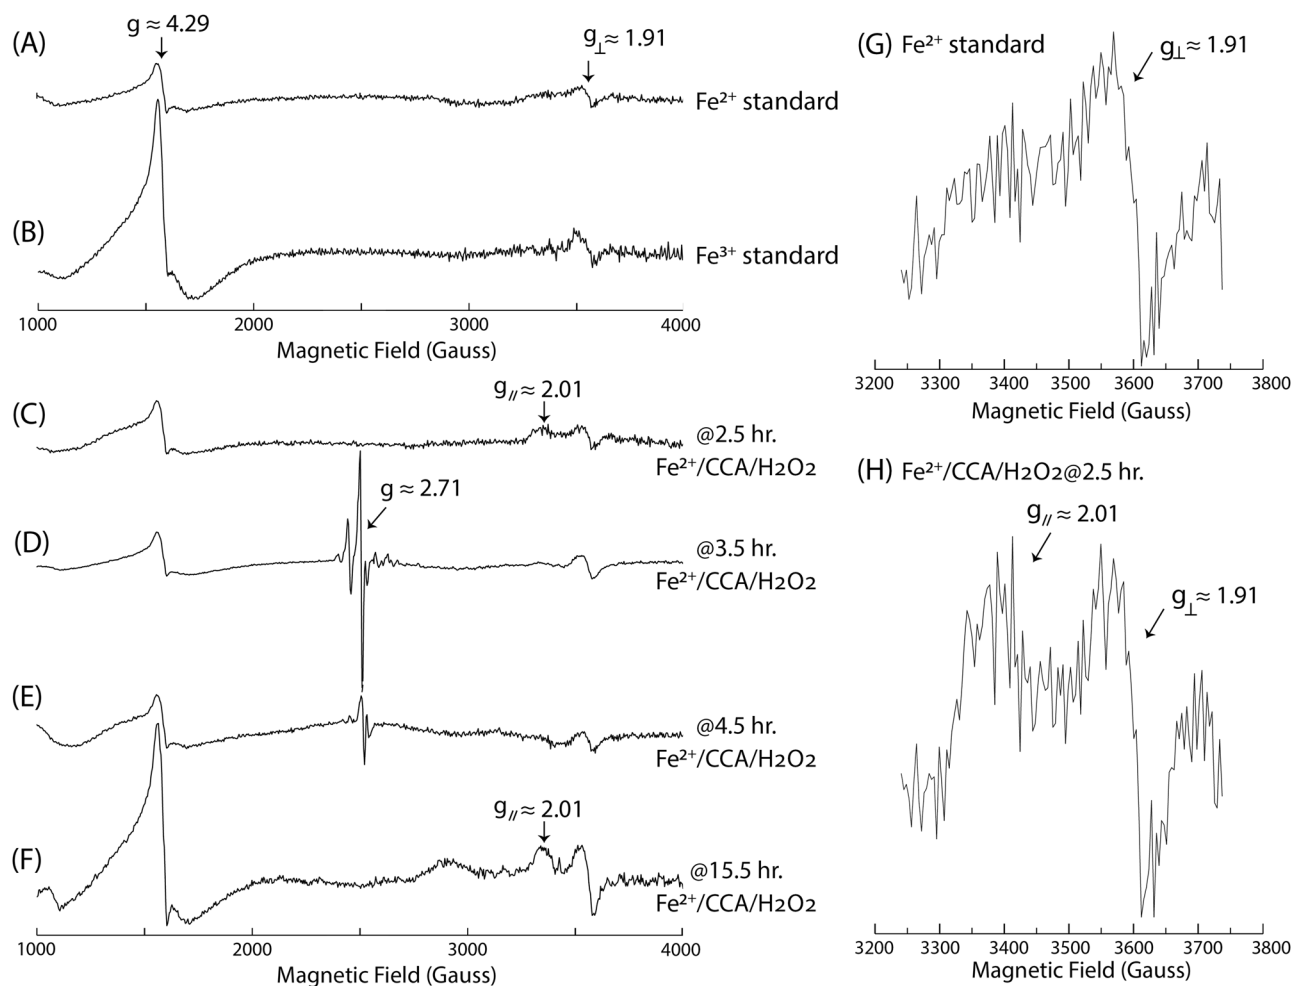 (A)
g ≈ 4.29
g⊥ ≈ 1.91
Fe²⁺ standard
(B)
Fe³⁺ standard
1000 2000 3000 4000
Magnetic Field (Gauss)
(C)
g// ≈ 2.01
@2.5 hr.
Fe²⁺/CCA/H2O2
(D)
g ≈ 2.71
@3.5 hr.
Fe²⁺/CCA/H2O2
(E)
@4.5 hr.
Fe²⁺/CCA/H2O2
(F)
g// ≈ 2.01
@15.5 hr.
Fe²⁺/CCA/H2O2
1000 2000 3000 4000
Magnetic Field (Gauss)
(G) Fe²⁺ standard
g⊥ ≈ 1.91
3200 3300 3400 3500 3600 3700 3800
Magnetic Field (Gauss)
(H) Fe²⁺/CCA/H2O2@2.5 hr.
g// ≈ 2.01
g⊥ ≈ 1.91
3200 3300 3400 3500 3600 3700 3800
Magnetic Field (Gauss)